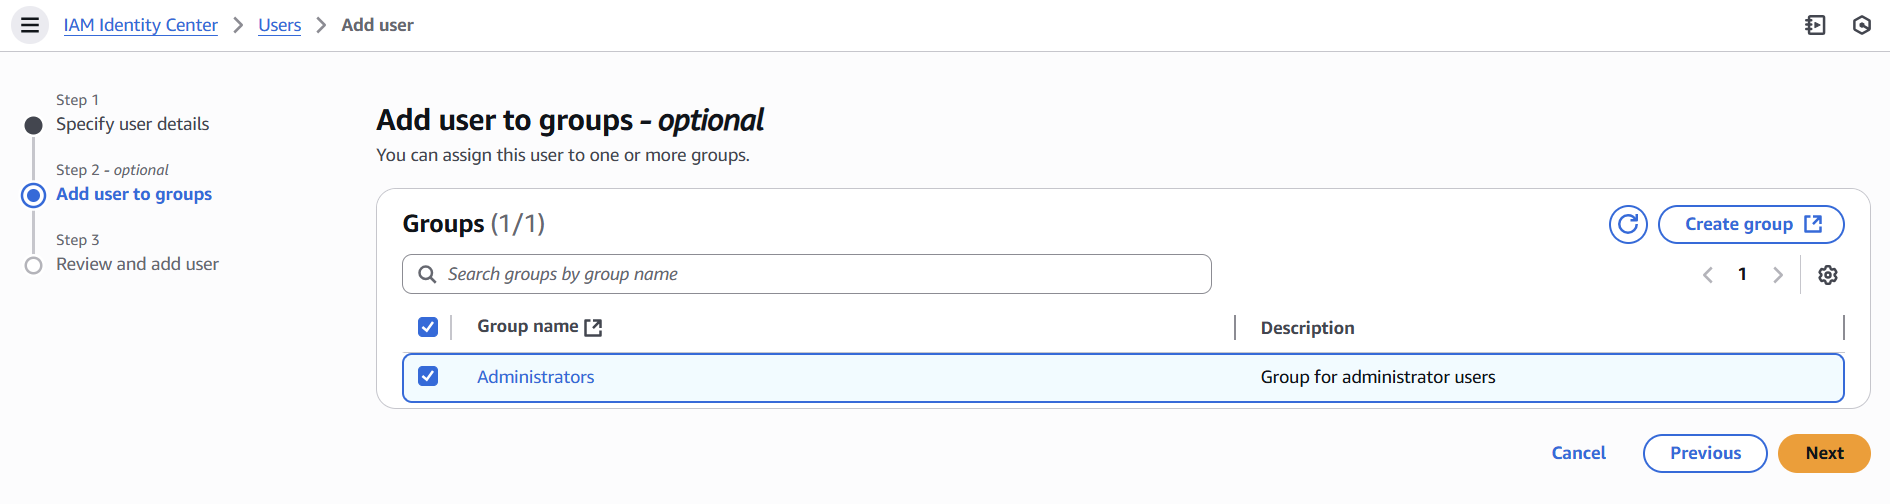 IAM Identity Center > Users > Add user
Step 1
Specify user details
Step 2 - optional
Add user to groups
Step 3
Review and add user
Add user to groups - optional
You can assign this user to one or more groups.
Groups (1/1)
Create group
Search groups by group name
1
Group name
Description
Administrators
Group for administrator users
Cancel
Previous
Next